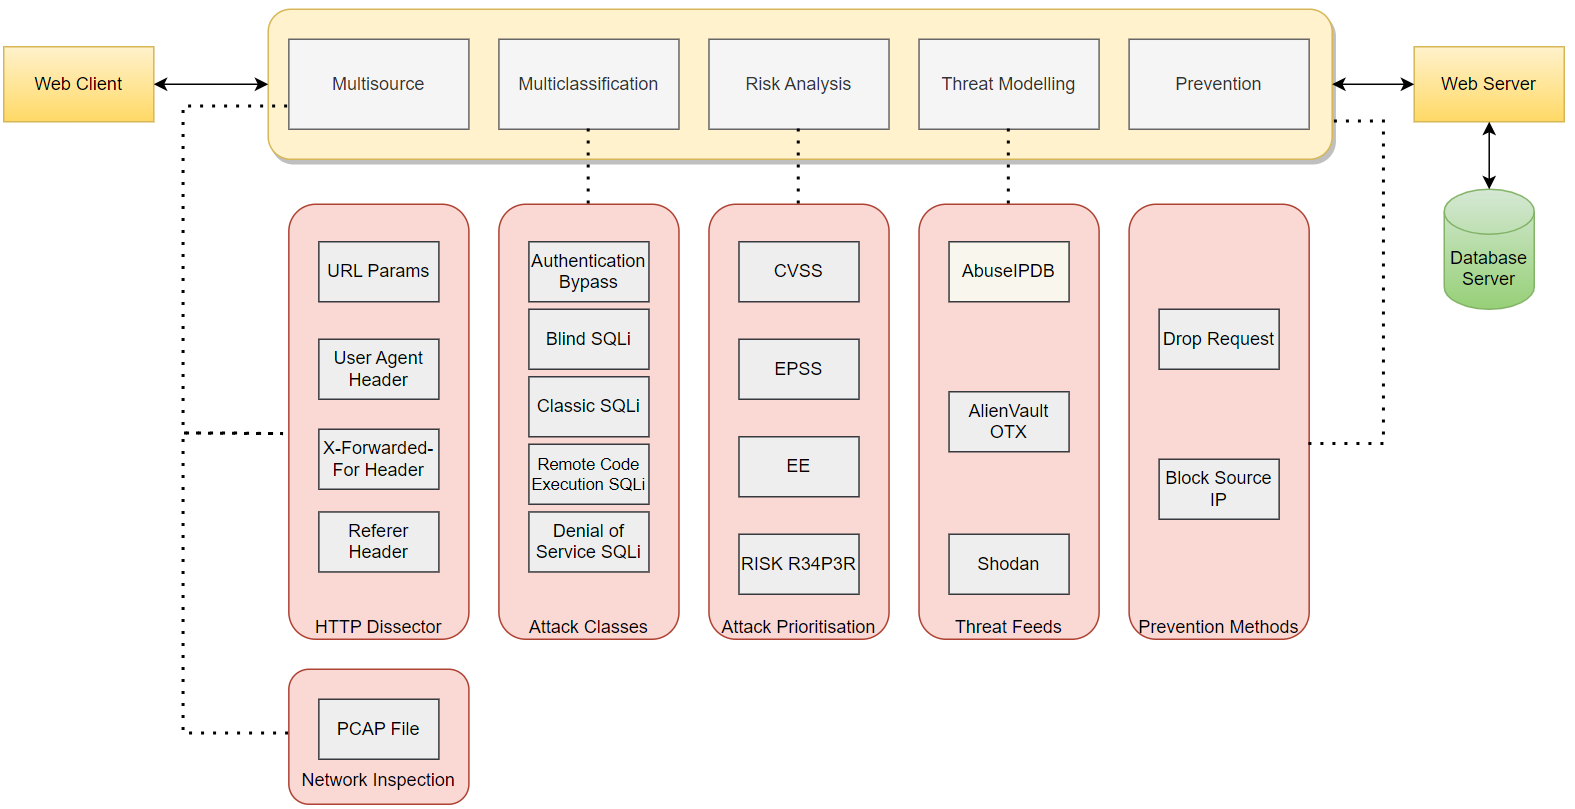 Web Client
Multisource
Multiclassification
Risk Analysis
Threat Modelling
Prevention
Web Server
Database
Server
URL Params
User Agent
Header
X-Forwarded-
For Header
Referer
Header
HTTP Dissector
Authentication
Bypass
Blind SQLi
Classic SQLi
Remote Code
Execution SQLi
Denial of
Service SQLi
Attack Classes
CVSS
EPSS
EE
RISK R34P3R
Attack Prioritisation
AbuseIPDB
AlienVault
OTX
Shodan
Threat Feeds
Drop Request
Block Source
IP
Prevention Methods
PCAP File
Network Inspection